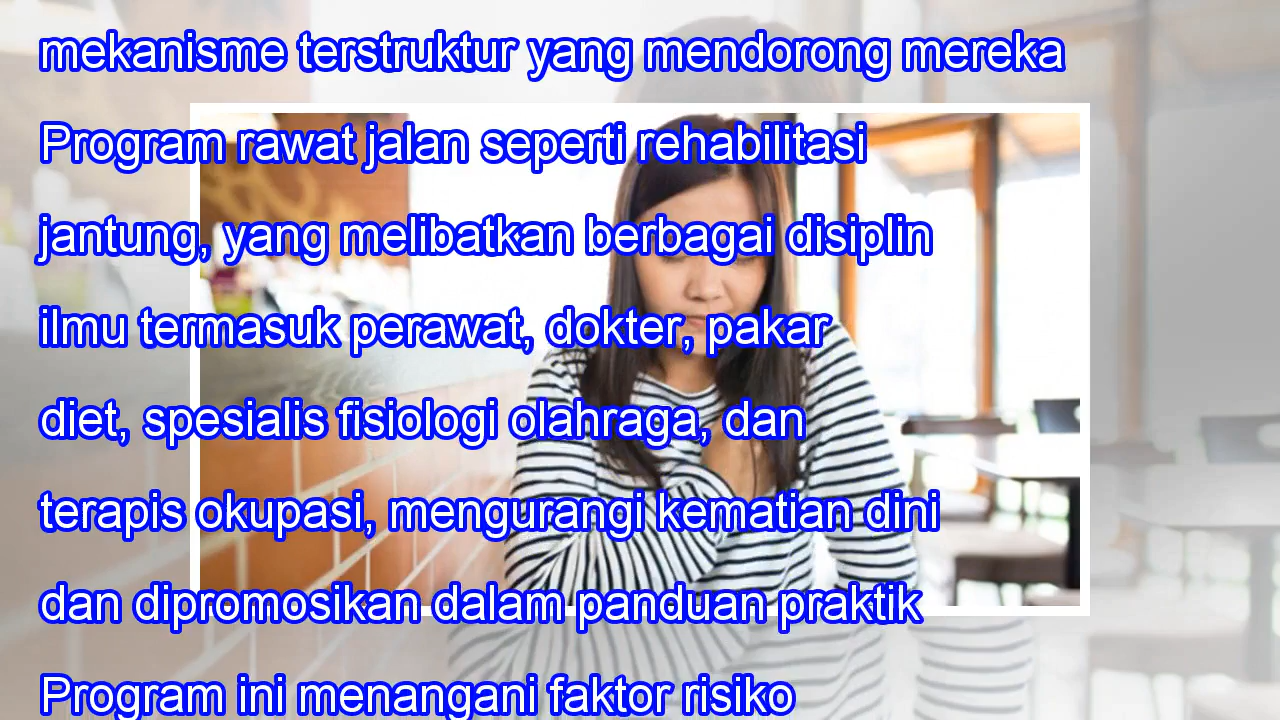 mekanisme terstruktur yang mendorong mereka
Program rawat jalan seperti rehabilitasi
jantung, yang melibatkan berbagai disiplin
ilmu termasuk perawat, dokter, pakar
diet, spesialis fisiologi olahraga, dan
terapis okupasi, mengurangi kematian dini
dan dipromosikan dalam panduan praktik
Program ini menangani faktor risiko